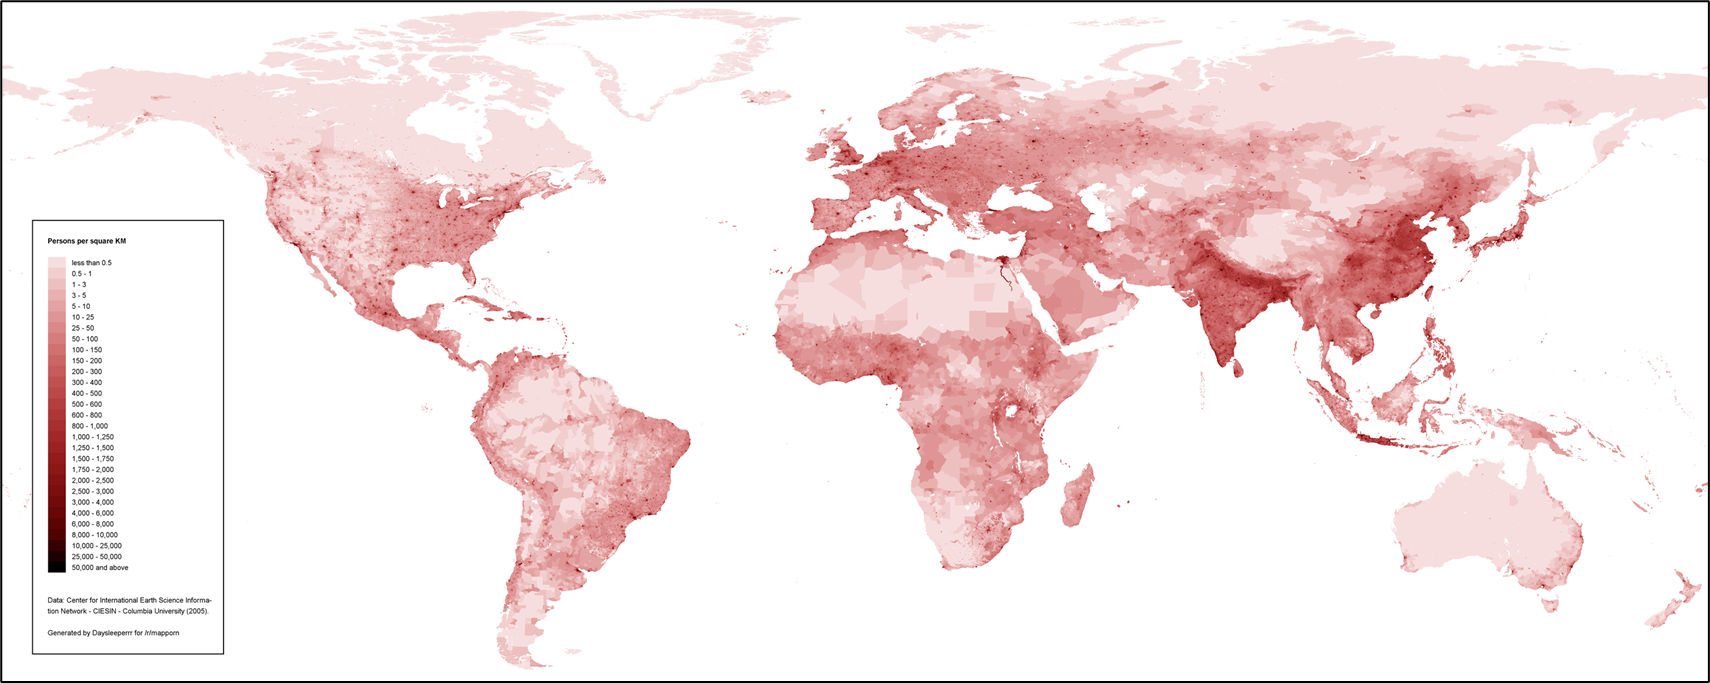 Persons per square KM
less than 0.5
0.5 - 1
1 - 3
3 - 5
5 - 10
10 - 25
25 - 50
50 - 100
100 - 150
150 - 200
200 - 300
300 - 400
400 - 500
500 - 600
600 - 800
800 - 1,000
1,000 - 1,250
1,250 - 1,500
1,500 - 1,750
1,750 - 2,000
2,000 - 2,500
2,500 - 3,000
3,000 - 4,000
4,000 - 6,000
6,000 - 8,000
8,000 - 10,000
10,000 - 25,000
25,000 - 50,000
50,000 and above
Data: Center for International Earth Science Informa-
tion Network - CIESIN - Columbia University (2005).
Generated by Daysleeperrr for /r/mapporn